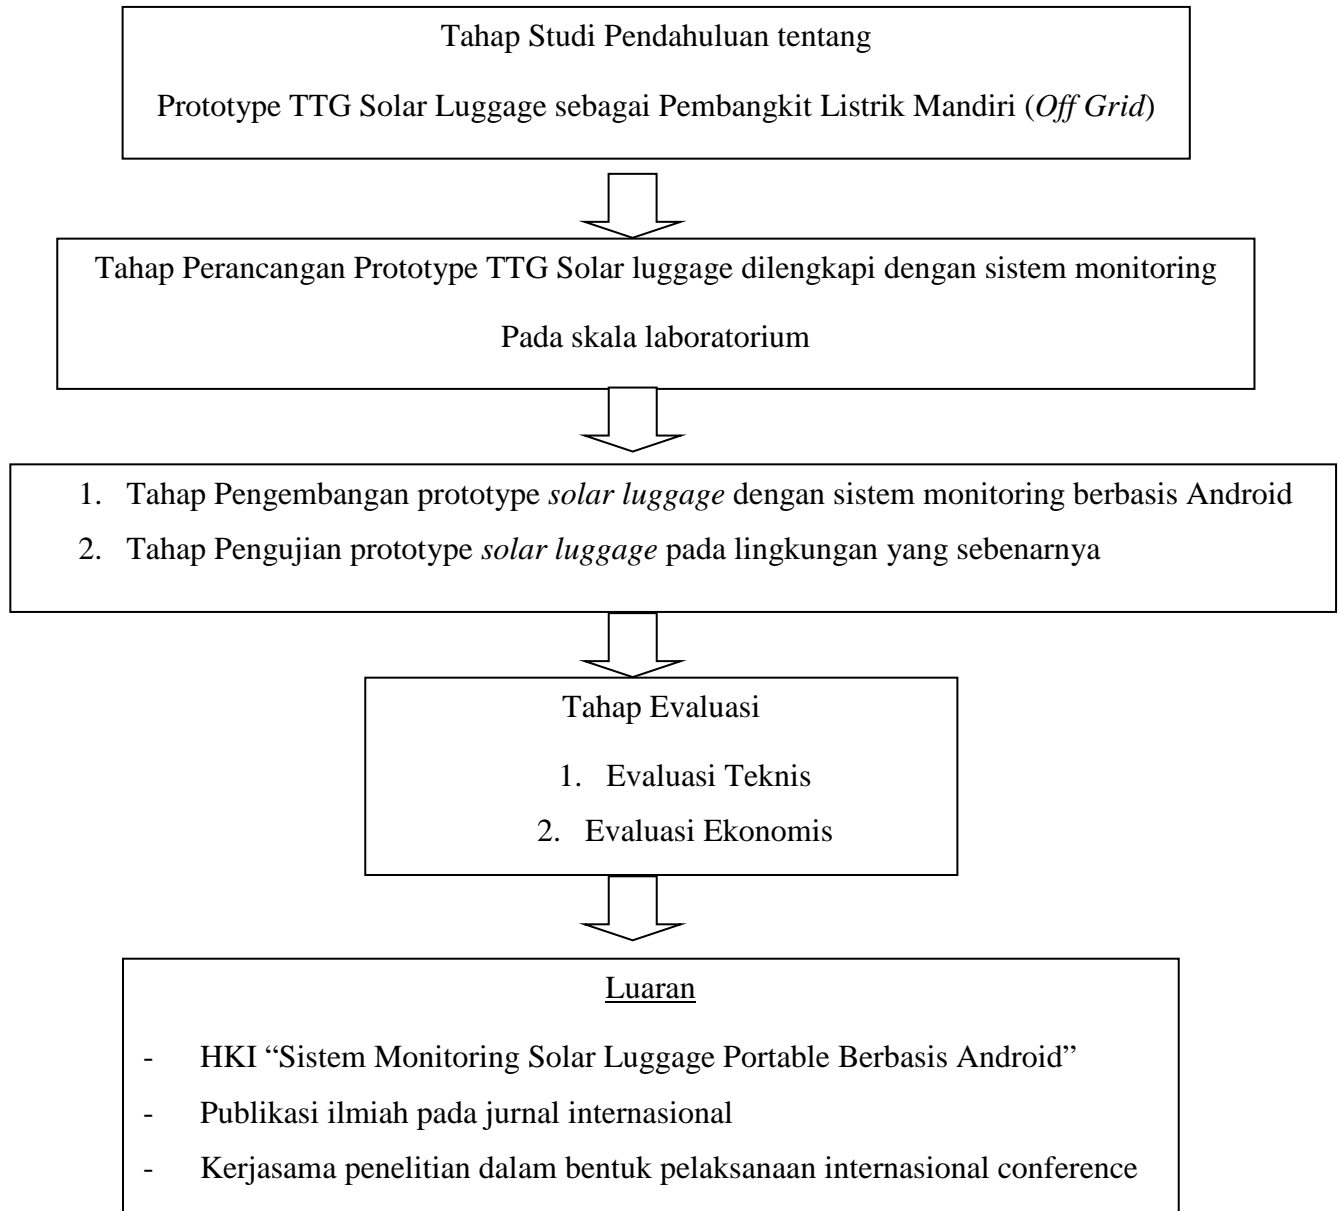 Tahap Studi Pendahuluan tentang
Prototype TTG Solar Luggage sebagai Pembangkit Listrik Mandiri (Off Grid)
Tahap Perancangan Prototype TTG Solar luggage dilengkapi dengan sistem monitoring
Pada skala laboratorium
1. Tahap Pengembangan prototype solar luggage dengan sistem monitoring berbasis Android
2. Tahap Pengujian prototype solar luggage pada lingkungan yang sebenarnya
Tahap Evaluasi
1. Evaluasi Teknis
2. Evaluasi Ekonomis
Luaran
- HKI “Sistem Monitoring Solar Luggage Portable Berbasis Android”
- Publikasi ilmiah pada jurnal internasional
- Kerjasama penelitian dalam bentuk pelaksanaan internasional conference